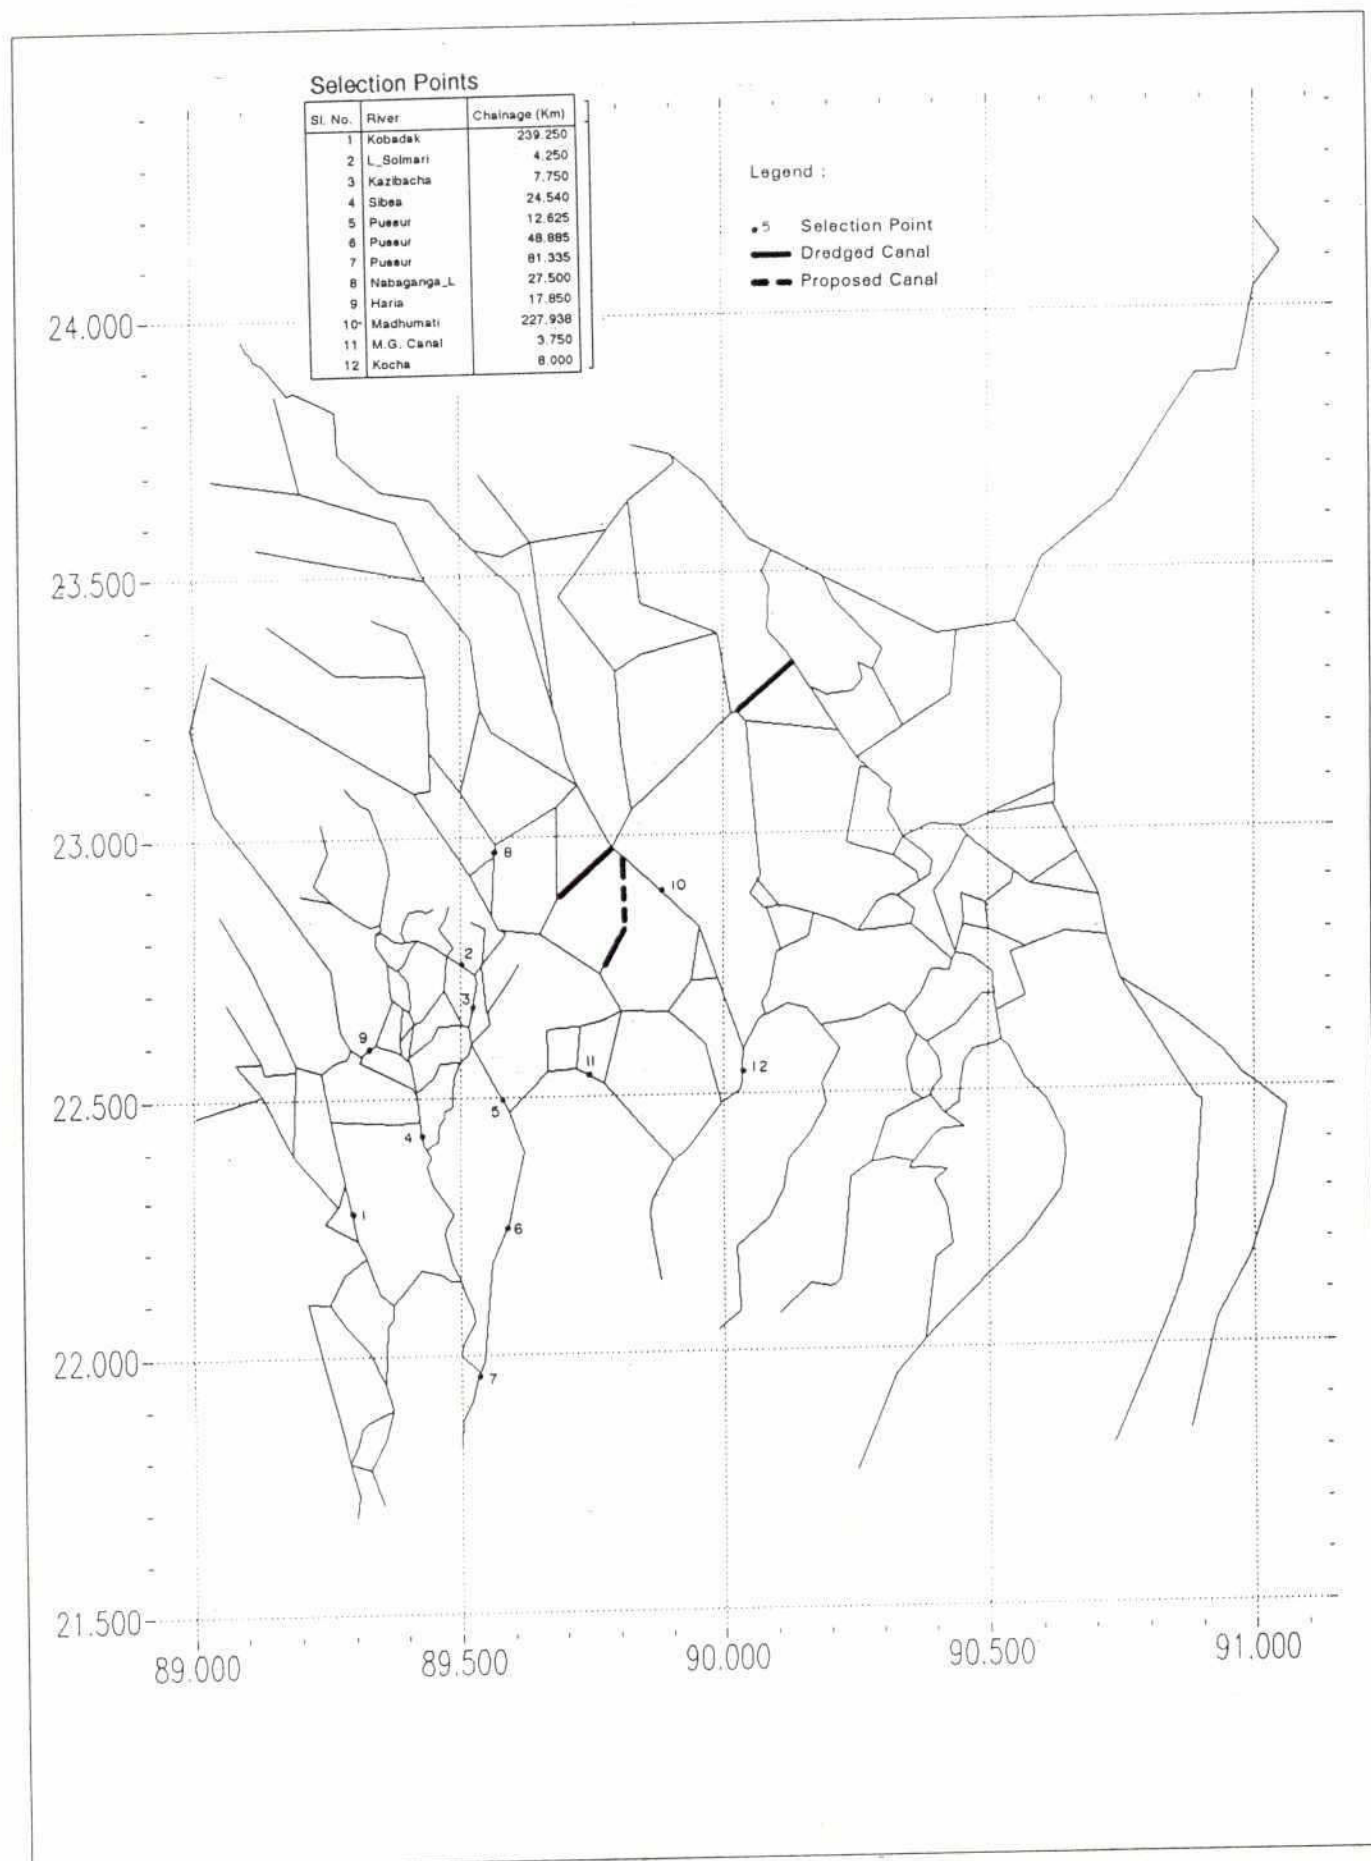 Selection Points
Sl. No. River Chainage (Km)
1 Kobadak 239.250
2 L_Solmari 4.250
3 Kazibacha 7.750
4 Sibsa 24.540
5 Pussur 12.625
6 Pussur 48.885
7 Pussur 81.335
8 Nabaganga_L 27.500
9 Haria 17.850
10 Madhumati 227.938
11 M.G. Canal 3.750
12 Kocha 8.000
Legend :
5 Selection Point
Dredged Canal
Proposed Canal
24.000
23.500
23.000
8
10
2
3
9
11
12
22.500
5
4
1
6
22.000
7
21.500
89.000 89.500 90.000 90.500 91.000